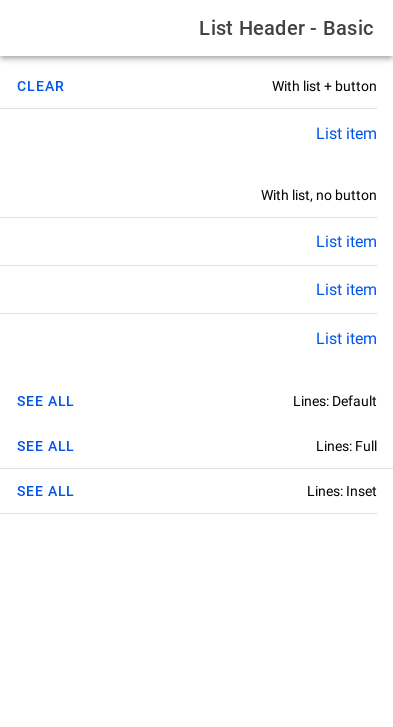 List Header - Basic
With list + button CLEAR
List item
With list, no button
List item
List item
List item
Lines: Default SEE ALL
Lines: Full SEE ALL
Lines: Inset SEE ALL